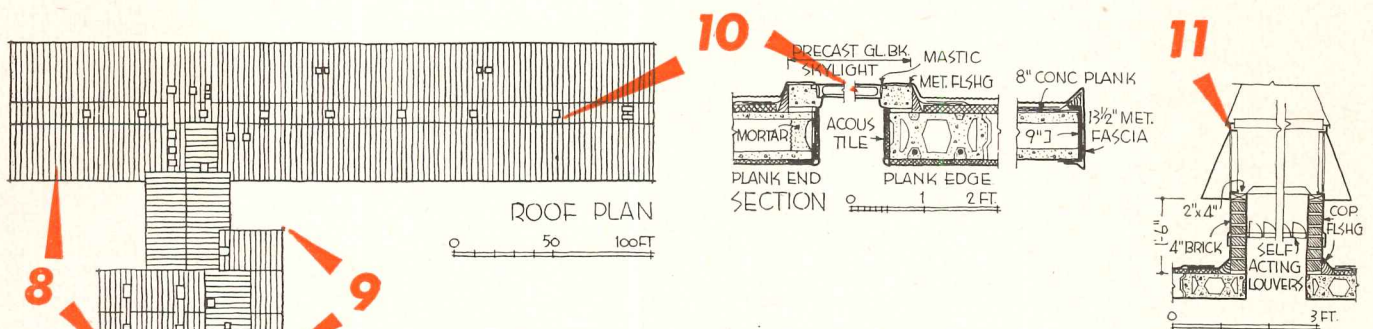 10
11
8
9
ROOF PLAN
0 50 100FT
PRECAST GL. BK.
SKYLIGHT
MASTIC
MET. FLSHG
8" CONC PLANK
MORTAR
ACOUS
TILE
9"]
13½" MET.
FASCIA
PLANK END
SECTION
PLANK EDGE
0 1 2 FT.
2"x4"
1'-6"
4" BRICK
COP.
FLSHG
SELF
ACTING
LOUVERS
0 3 FT.